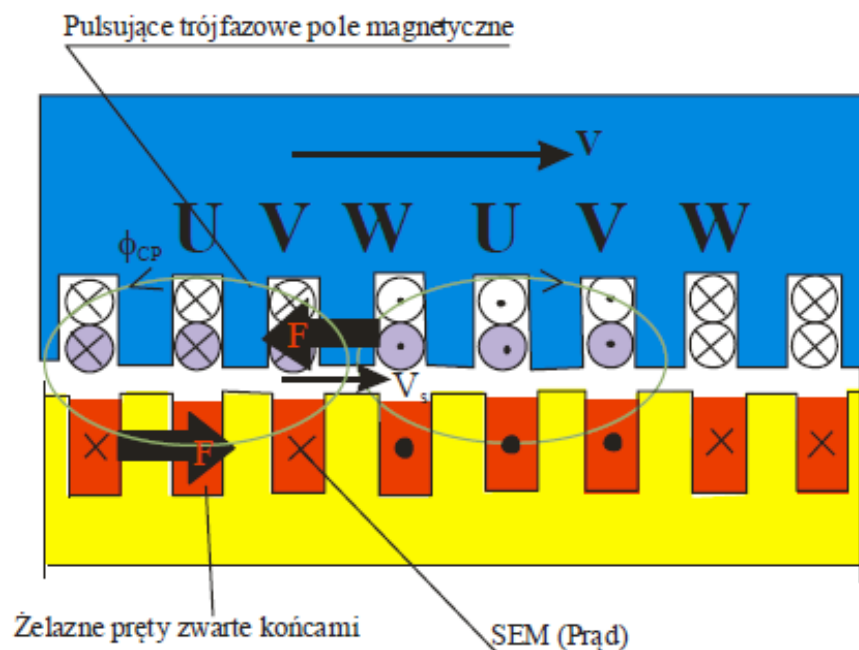 Pulsujące trójfazowe pole magnetyczne
V
U V W U V W
ϕCP
F
Vs
F
Żelazne pręty zwarte końcami
SEM (Prąd)